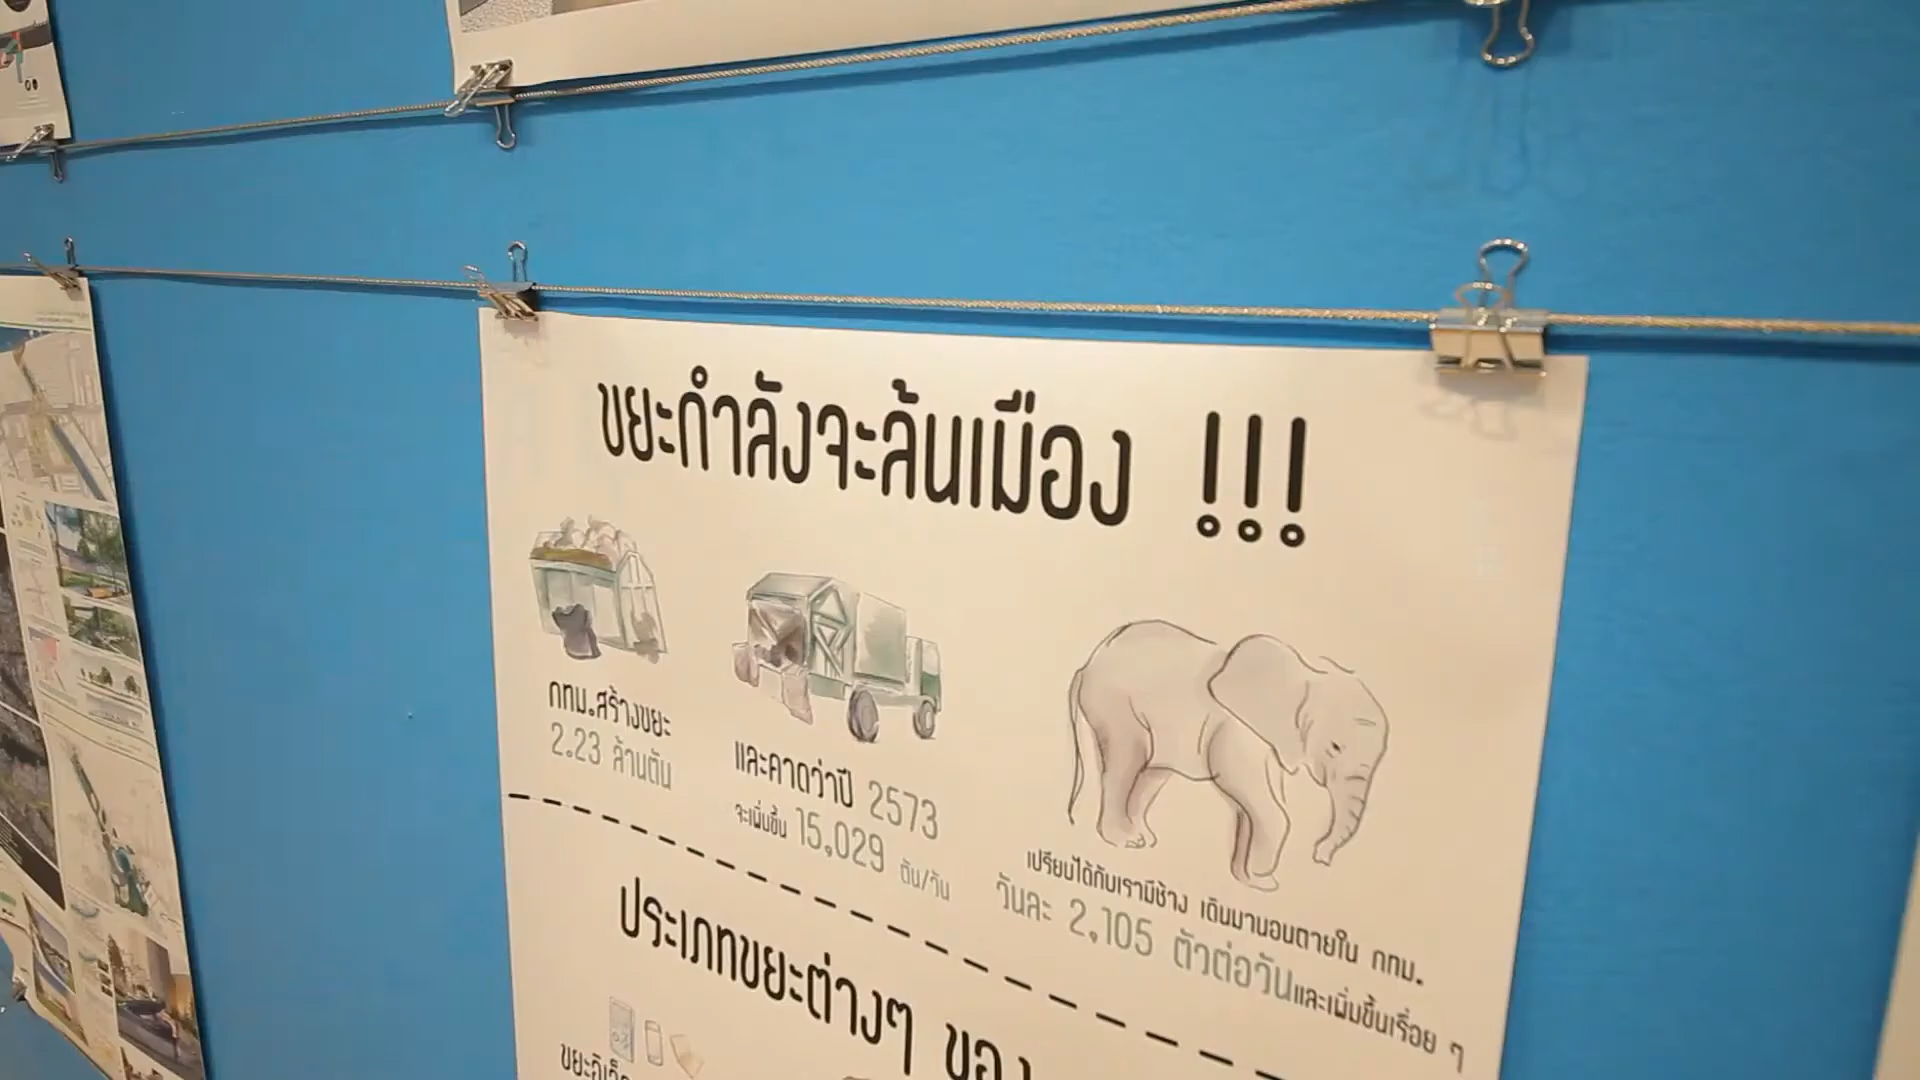 ขยะกำลังจะล้นเมือง !!!
กทม.สร้างขยะ
2.23 ล้านตัน
และคาดว่าปี 2573
จะเพิ่มขึ้น 15,029 ตัน/วัน
เปรียบได้กับเรามีช้าง เดินมานอนตายใน กทม.
วันละ 2,105 ตัวต่อวันและเพิ่มขึ้นเรื่อย ๆ
ประเภทขยะต่างๆ ของ